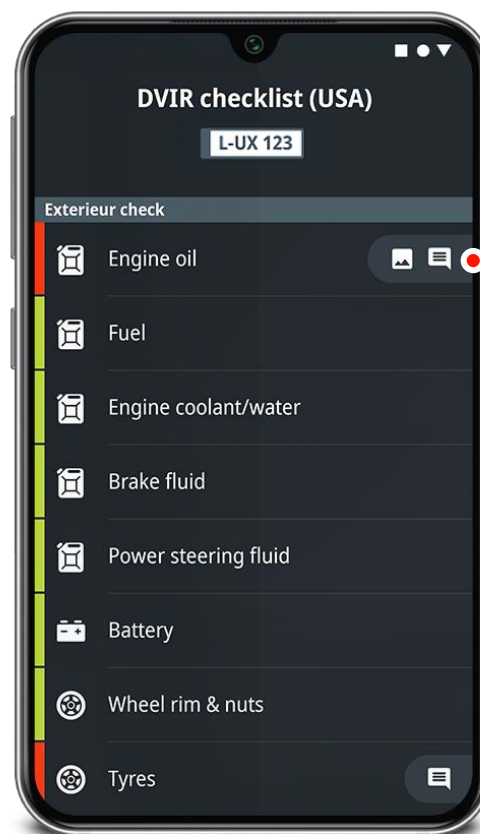 DVIR checklist (USA)
L-UX 123
Exterieur check
Engine oil
Fuel
Engine coolant/water
Brake fluid
Power steering fluid
Battery
Wheel rim & nuts
Tyres